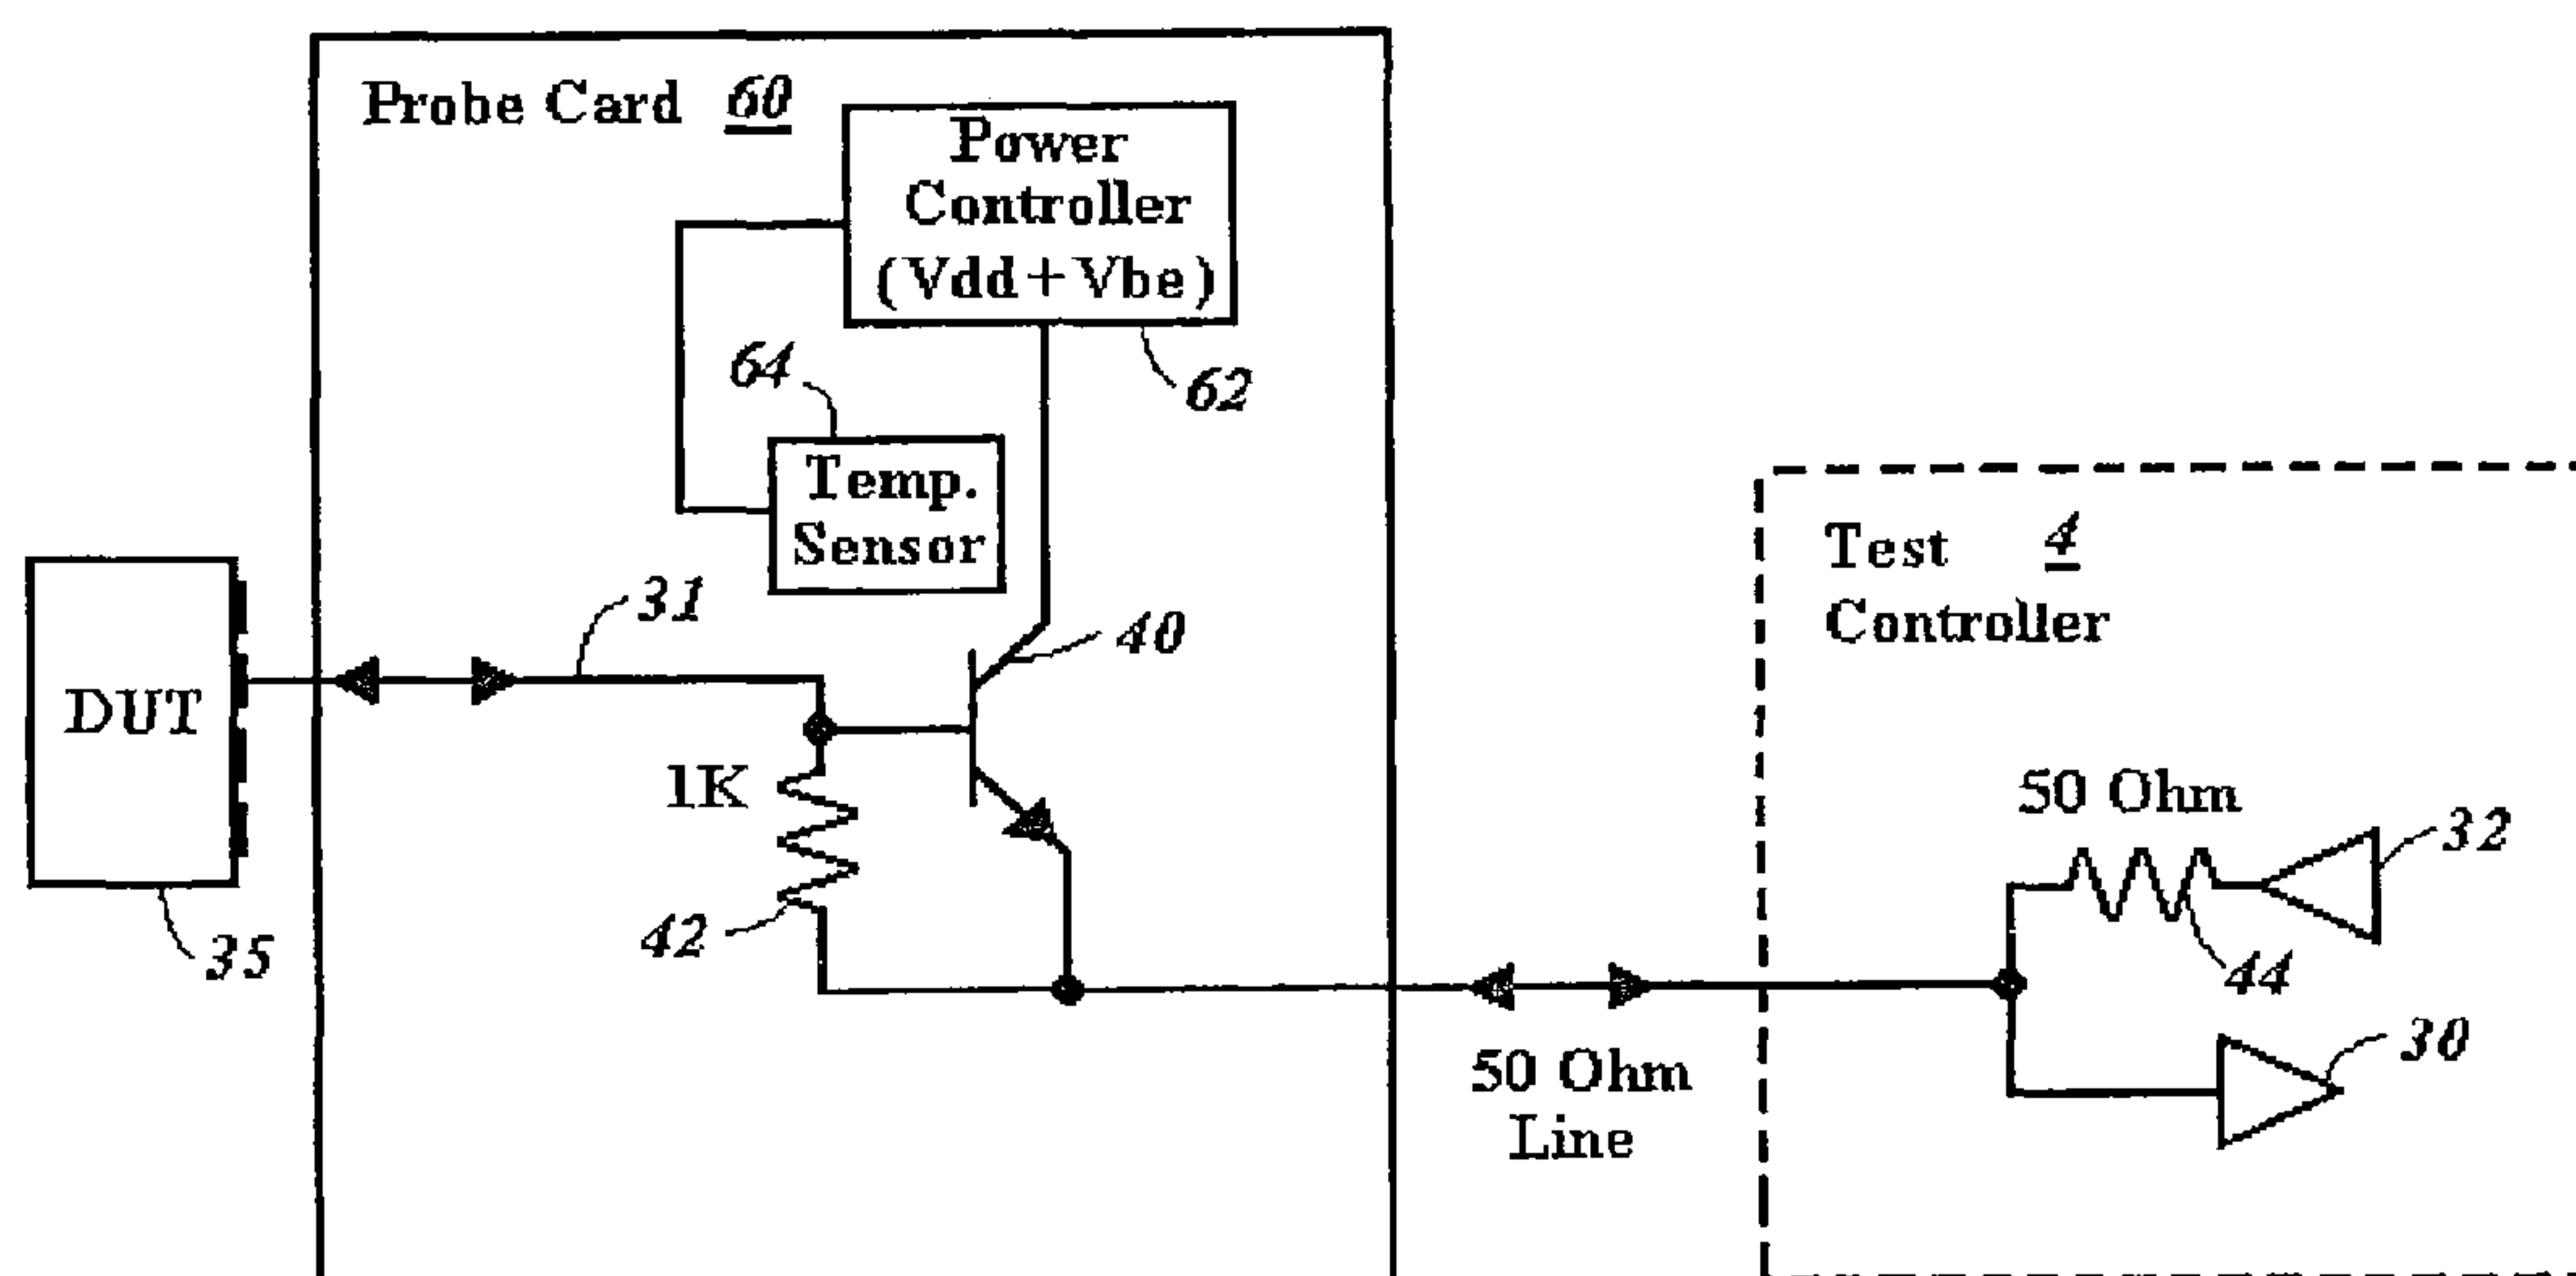 Probe Card 60
Power
Controller
(Vdd+Vbe)
62
64
Temp.
Sensor
31
40
DUT
35
1K
42
50 Ohm
Line
Test 4
Controller
50 Ohm
32
44
30